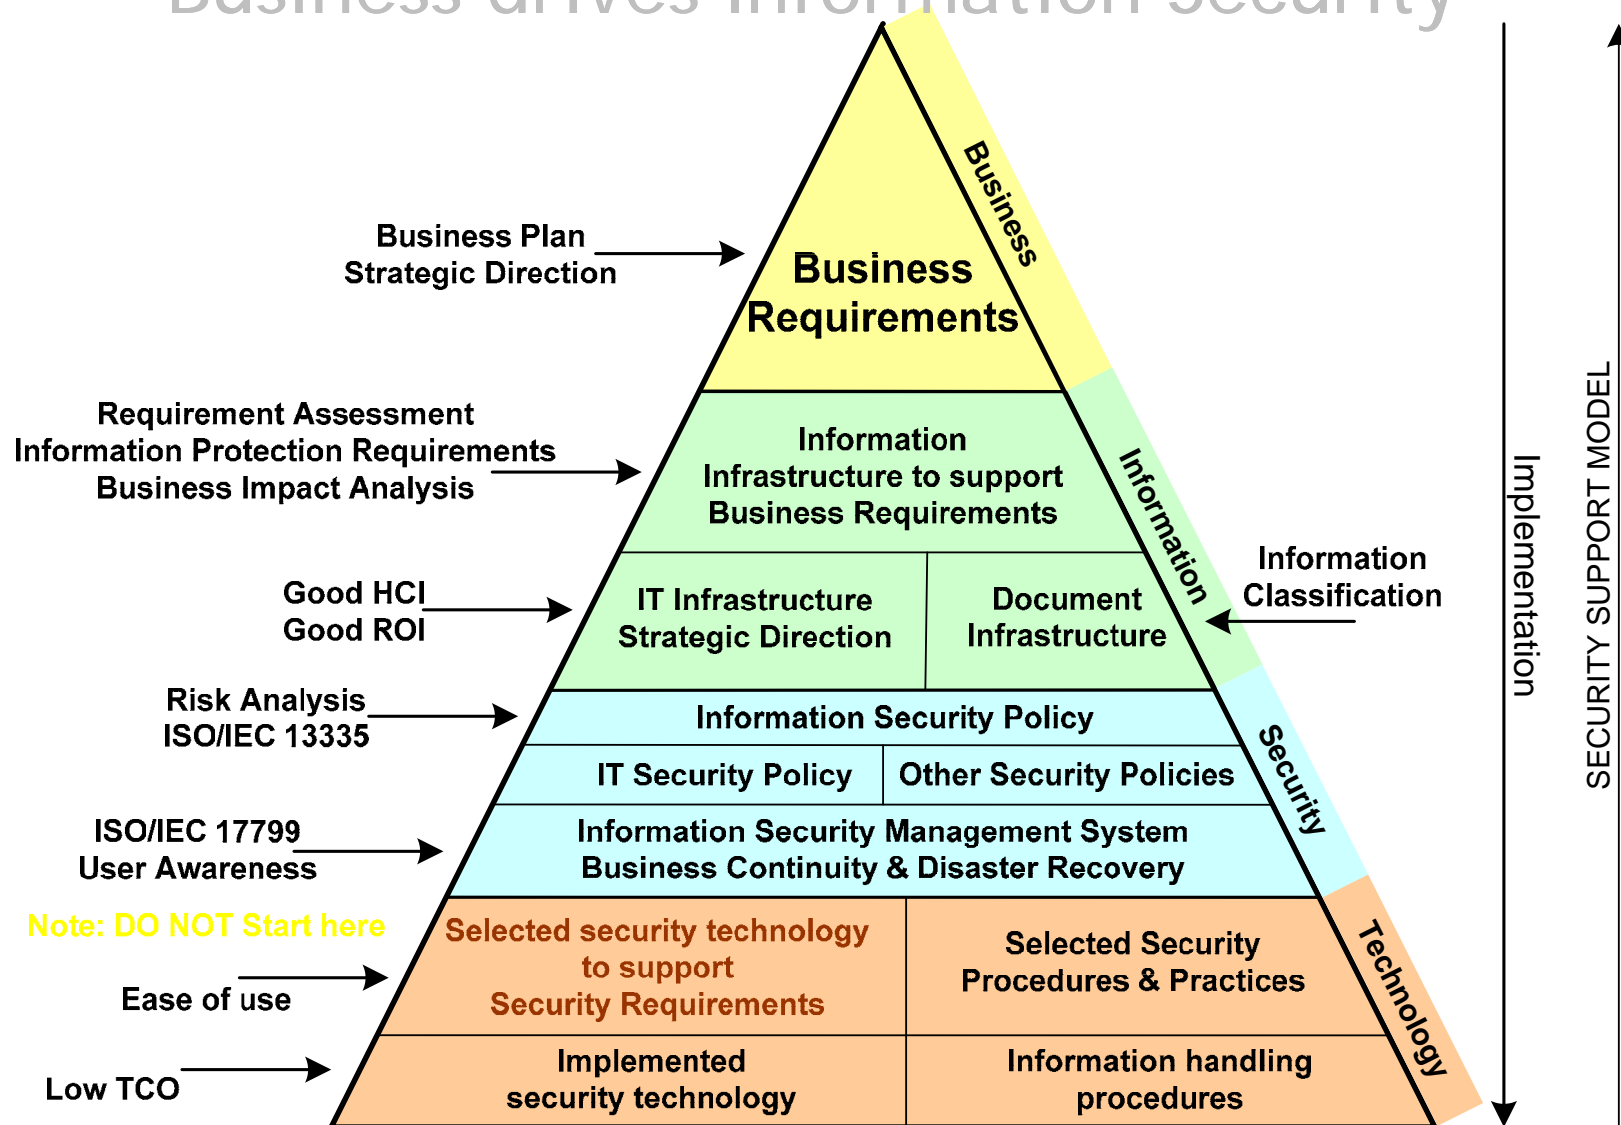 Business drives Information Security
Business
Business Plan
Strategic Direction
Business
Requirements
Requirement Assessment
Information Protection Requirements
Business Impact Analysis
Information
Infrastructure to support
Business Requirements
Information
Good HCI
Good ROI
IT Infrastructure
Strategic Direction
Document
Infrastructure
Information
Classification
Risk Analysis
ISO/IEC 13335
Information Security Policy
IT Security Policy
Other Security Policies
Security
ISO/IEC 17799
User Awareness
Information Security Management System
Business Continuity & Disaster Recovery
Note: DO NOT Start here
Ease of use
Selected security technology
to support
Security Requirements
Selected Security
Procedures & Practices
Technology
Low TCO
Implemented
security technology
Information handling
procedures
Implementation
SECURITY SUPPORT MODEL